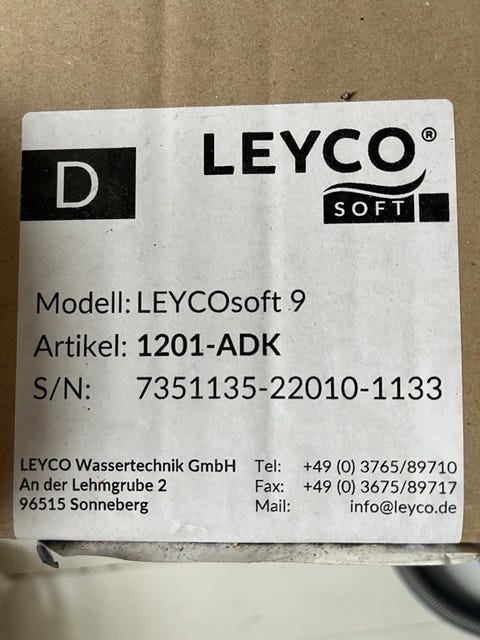 D
LEYCO®
SOFT
Modell: LEYCOsoft 9
Artikel: 1201-ADK
S/N: 7351135-22010-1133
LEYCO Wassertechnik GmbH Tel: +49 (0) 3765/89710
An der Lehmgrube 2 Fax: +49 (0) 3675/89717
96515 Sonneberg Mail: info@leyco.de